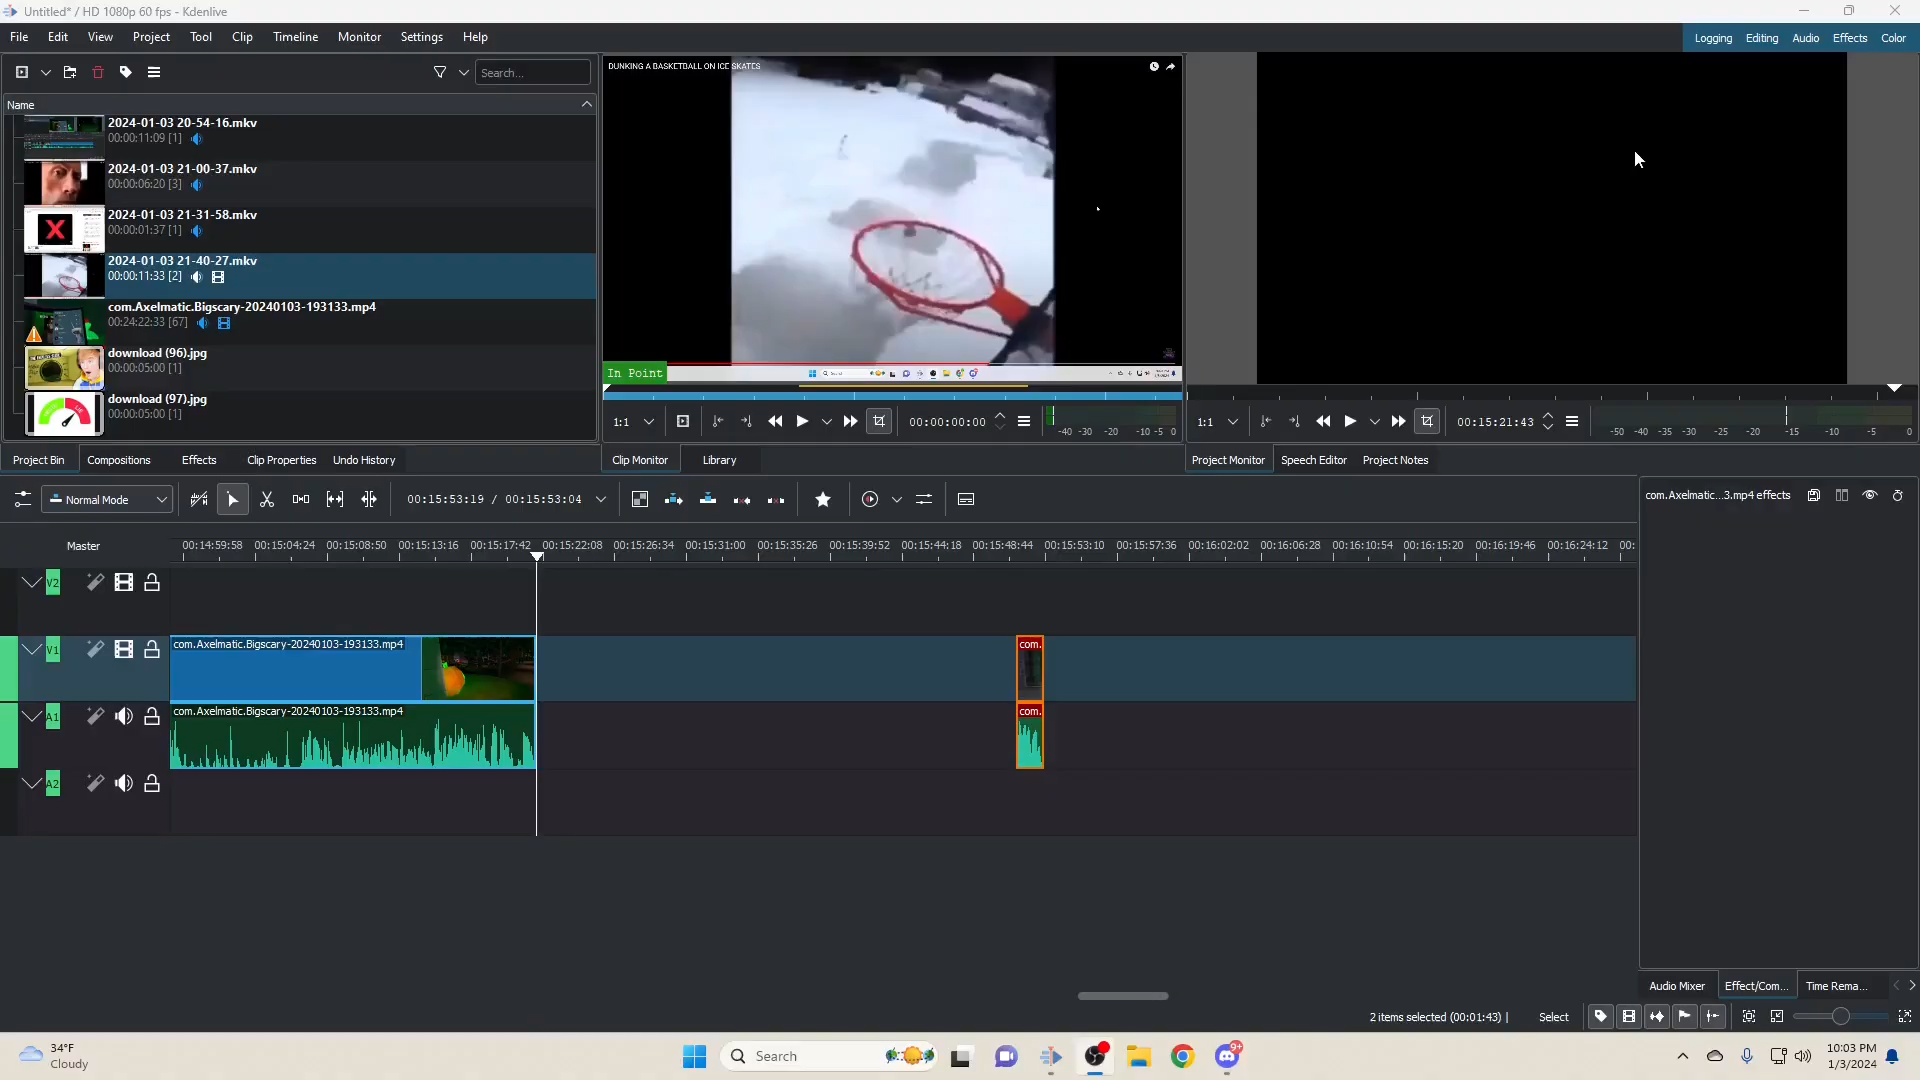 Untitled* / HD 1080p 60 fps - Kdenlive
File Edit View Project Tool Clip Timeline Monitor Settings Help
Logging Editing Audio Effects Color
Search...
Name
2024-01-03 20-54-16.mkv
00:00:11:09 [1]
2024-01-03 21-00-37.mkv
00:00:06:20 [3]
2024-01-03 21-31-58.mkv
00:00:01:37 [1]
2024-01-03 21-40-27.mkv
00:00:11:33 [2]
com.Axelmatic.Bigscary-20240103-193133.mp4
00:24:22:33 [67]
download (96).jpg
00:00:05:00 [1]
download (97).jpg
00:00:05:00 [1]
Project Bin Compositions Effects Clip Properties Undo History
DUNKING A BASKETBALL ON ICE SKATES
In Point
1:1 00:00:00:00 -40 -30 -20 -10 -5 0
Clip Monitor Library
1:1 00:15:21:43 -50 -40 -35 -30 -25 -20 -15 -10 -5 0
Project Monitor Speech Editor Project Notes
Normal Mode 00:15:53:19 / 00:15:53:04
com.Axelmatic...3.mp4 effects
Master
00:14:59:58 00:15:04:24 00:15:08:50 00:15:13:16 00:15:17:42 00:15:22:08 00:15:26:34 00:15:31:00 00:15:35:26 00:15:39:52 00:15:44:18 00:15:48:44 00:15:53:10 00:15:57:36 00:16:02:02 00:16:06:28 00:16:10:54 00:16:15:20 00:16:19:46 00:16:24:12 00:
V2
V1
com.Axelmatic.Bigscary-20240103-193133.mp4 com.
A1
com.Axelmatic.Bigscary-20240103-193133.mp4 com.
A2
Audio Mixer Effect/Com... Time Rema...
2 items selected (00:01:43) | Select
34°F
Cloudy
Search
9+
10:03 PM
1/3/2024